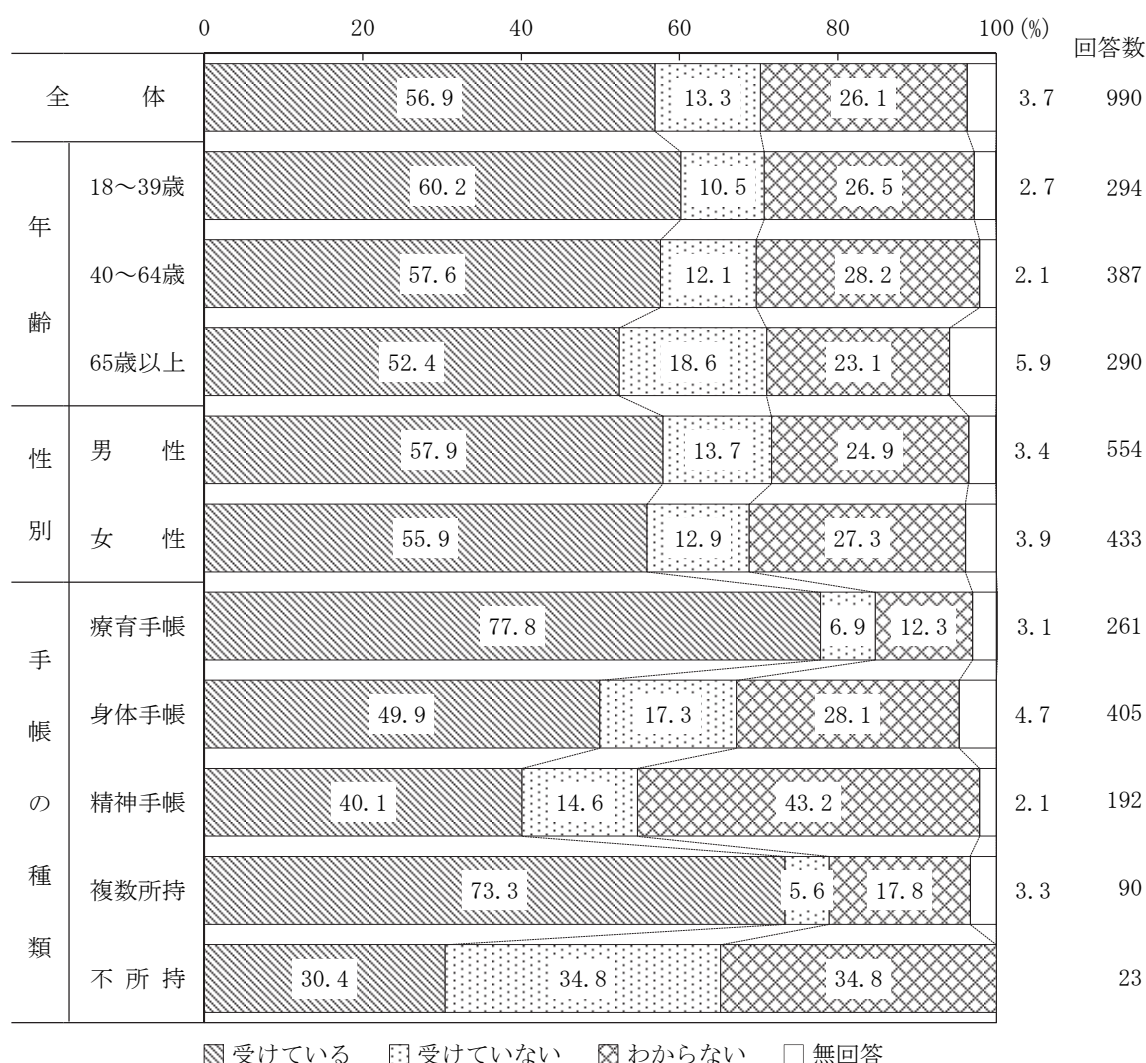 0 20 40 60 80 100 (%)
回答数
全 体 56.9 13.3 26.1 3.7 990
年齢
18～39歳 60.2 10.5 26.5 2.7 294
40～64歳 57.6 12.1 28.2 2.1 387
65歳以上 52.4 18.6 23.1 5.9 290
性別
男 性 57.9 13.7 24.9 3.4 554
女 性 55.9 12.9 27.3 3.9 433
手帳の種類
療育手帳 77.8 6.9 12.3 3.1 261
身体手帳 49.9 17.3 28.1 4.7 405
精神手帳 40.1 14.6 43.2 2.1 192
複数所持 73.3 5.6 17.8 3.3 90
不 所 持 30.4 34.8 34.8 23
受けている 受けていない わからない 無回答